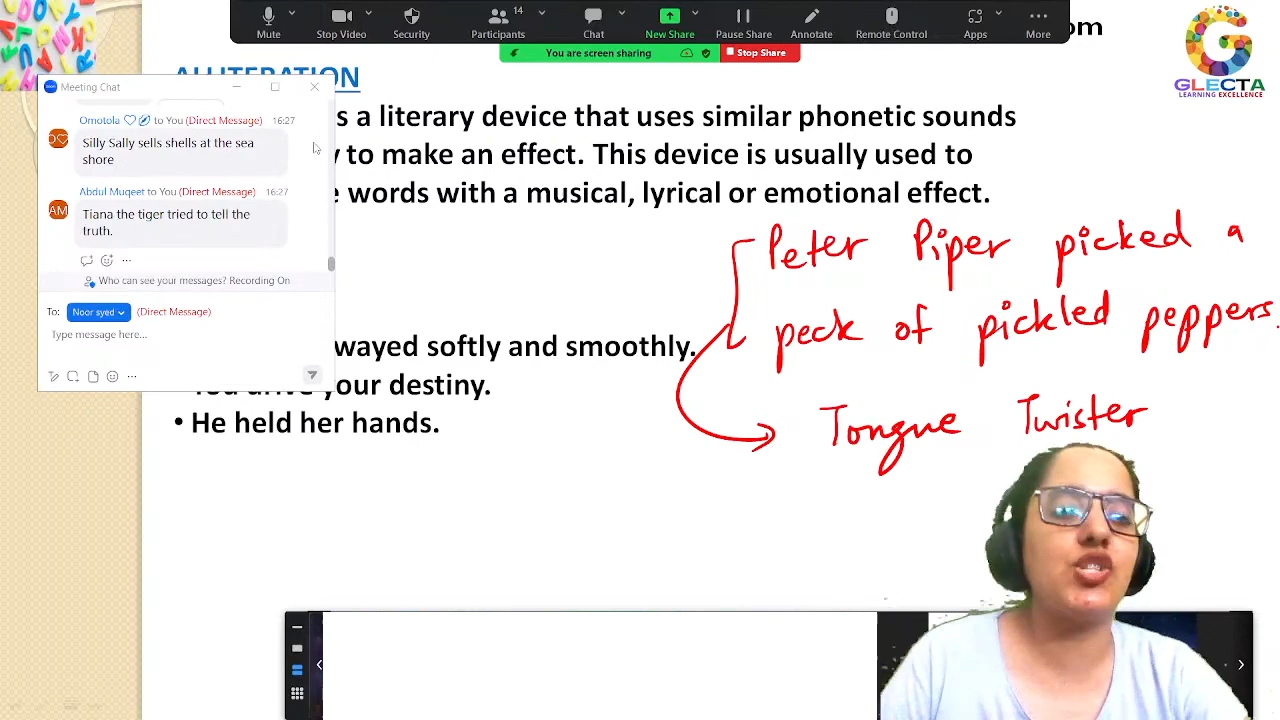 Mute
Stop Video
Security
Participants
14
Chat
New Share
Pause Share
Annotate
Remote Control
Apps
More
om
You are screen sharing
Stop Share
GLECTA
LEARNING EXCELLENCE
ALLITERATION
s a literary device that uses similar phonetic sounds
y to make an effect. This device is usually used to
e words with a musical, lyrical or emotional effect.
Meeting Chat
Omotola to You (Direct Message) 16:27
Silly Sally sells shells at the sea
shore
Abdul Muqeet to You (Direct Message) 16:27
AM
Tiana the tiger tried to tell the
truth.
Who can see your messages? Recording On
To: Noor syed (Direct Message)
Type message here...
Peter Piper picked a
peck of pickled peppers.
Tongue Twister
wayed softly and smoothly.
You drive your destiny.
• He held her hands.